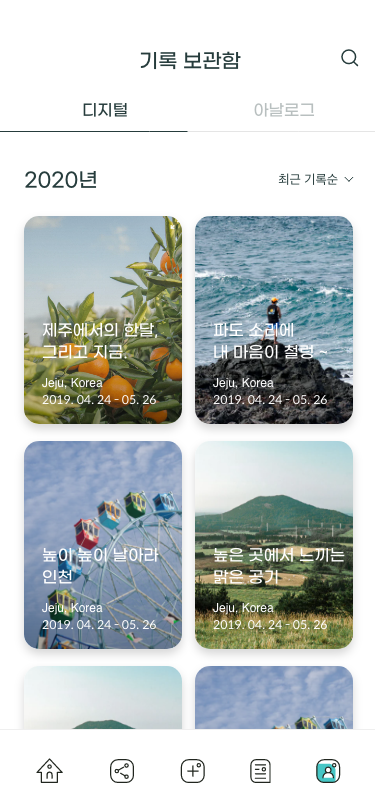 기록 보관함
디지털
아날로그
2020년
최근 기록순
제주에서의 한달,
그리고 지금.
Jeju, Korea
2019. 04. 24 - 05. 26
파도 소리에
내 마음이 철렁 ~
Jeju, Korea
2019. 04. 24 - 05. 26
높이 높이 날아라
인천
Jeju, Korea
2019. 04. 24 - 05. 26
높은 곳에서 느끼는
맑은 공기
Jeju, Korea
2019. 04. 24 - 05. 26